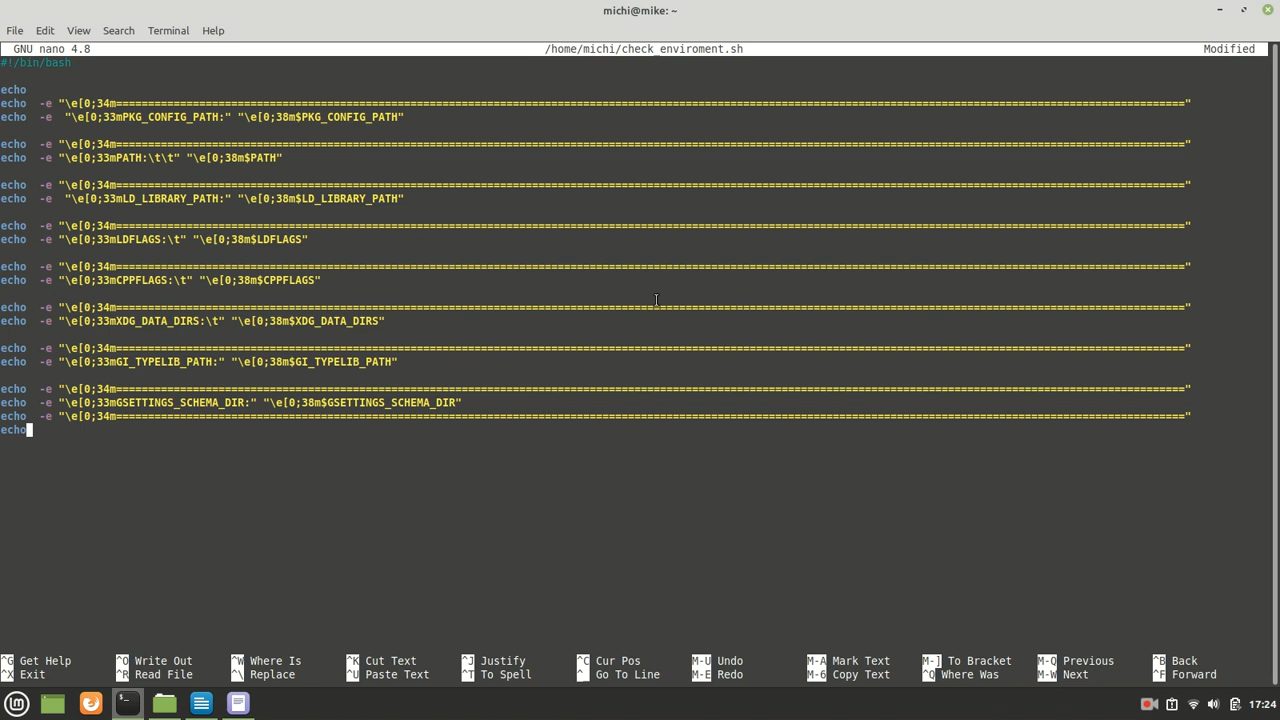 michi@mike: ~
File Edit View Search Terminal Help
GNU nano 4.8 /home/michi/check_enviroment.sh Modified
#!/bin/bash
echo
echo  -e "\e[0;34m======================================================================================================================================================================="
echo  -e  "\e[0;33mPKG_CONFIG_PATH:" "\e[0;38m$PKG_CONFIG_PATH"
echo  -e "\e[0;34m======================================================================================================================================================================="
echo  -e "\e[0;33mPATH:\t\t" "\e[0;38m$PATH"
echo  -e "\e[0;34m======================================================================================================================================================================="
echo  -e  "\e[0;33mLD_LIBRARY_PATH:" "\e[0;38m$LD_LIBRARY_PATH"
echo  -e "\e[0;34m======================================================================================================================================================================="
echo  -e "\e[0;33mLDFLAGS:\t" "\e[0;38m$LDFLAGS"
echo  -e "\e[0;34m======================================================================================================================================================================="
echo  -e "\e[0;33mCPPFLAGS:\t" "\e[0;38m$CPPFLAGS"
echo  -e "\e[0;34m======================================================================================================================================================================="
echo  -e "\e[0;33mXDG_DATA_DIRS:\t" "\e[0;38m$XDG_DATA_DIRS"
echo  -e "\e[0;34m======================================================================================================================================================================="
echo  -e "\e[0;33mGI_TYPELIB_PATH:" "\e[0;38m$GI_TYPELIB_PATH"
echo  -e "\e[0;34m======================================================================================================================================================================="
echo  -e "\e[0;33mGSETTINGS_SCHEMA_DIR:" "\e[0;38m$GSETTINGS_SCHEMA_DIR"
echo  -e "\e[0;34m======================================================================================================================================================================="
echo
^G Get Help ^O Write Out ^W Where Is ^K Cut Text ^J Justify ^C Cur Pos M-U Undo M-A Mark Text M-] To Bracket M-Q Previous ^B Back
^X Exit ^R Read File ^\ Replace ^U Paste Text ^T To Spell ^_ Go To Line M-E Redo M-6 Copy Text ^Q Where Was M-W Next ^F Forward
17:24